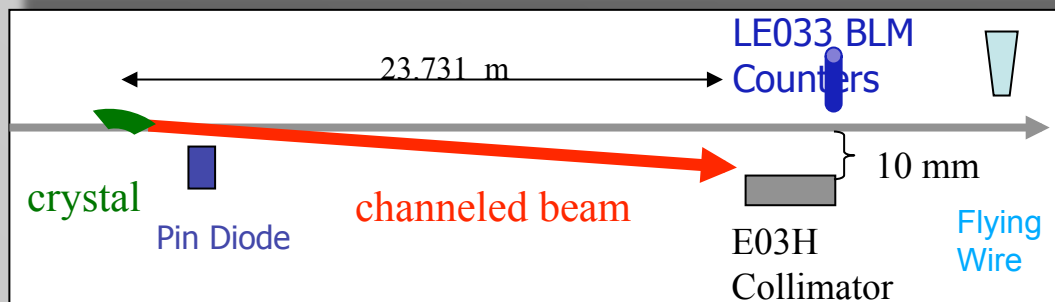 LE033 BLM
Counters
23.731 m
10 mm
crystal
channeled beam
Pin Diode
E03H
Collimator
Flying
Wire